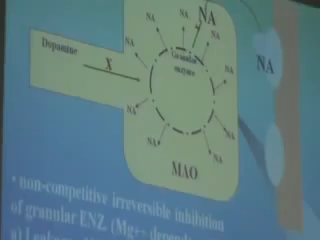 NA
NA
NA
NA
NA
Dopamine
X
Granular
enzyme
NA
NA
NA
NA
NA
NA
MAO
• non-competitive irreversible inhibition
of granular ENZ. (Mg++